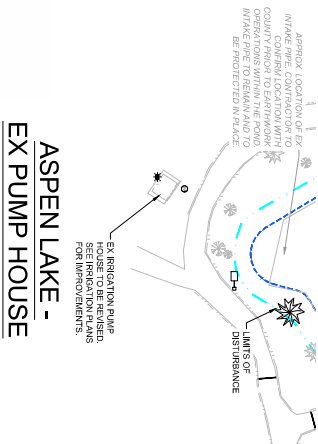 APPROX. LOCATION OF EX
INTAKE PIPE. CONTRACTOR TO
CONFIRM LOCATION WITH
COUNTY PRIOR TO EARTHWORK
OPERATIONS WITHIN THE POND.
INTAKE PIPE TO REMAIN AND TO
BE PROTECTED IN PLACE.
LIMITS OF
DISTURBANCE
EX IRRIGATION PUMP
HOUSE TO BE REVISED.
SEE IRRIGATION PLANS
FOR IMPROVEMENTS.
ASPEN LAKE -
EX PUMP HOUSE